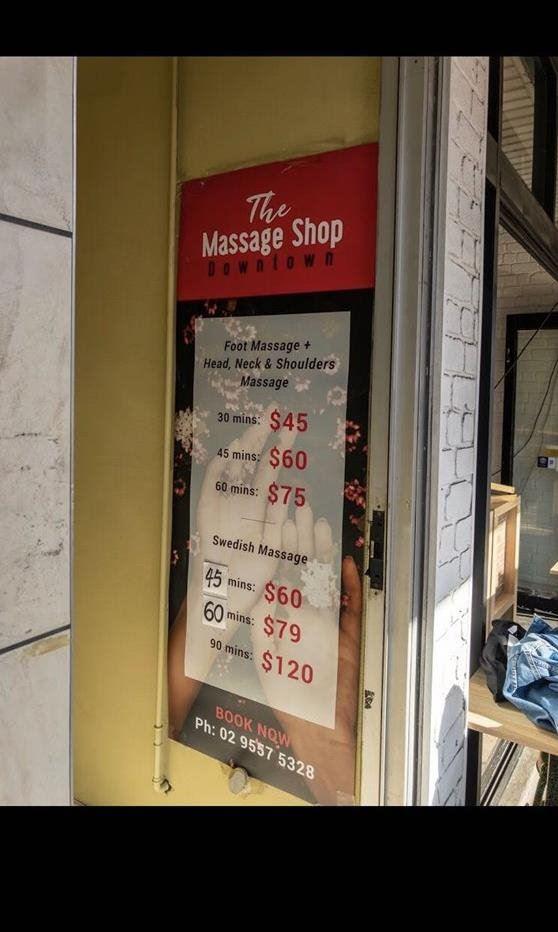 The
Massage Shop
Downtown
Foot Massage +
Head, Neck & Shoulders
Massage
30 mins: $45
45 mins: $60
60 mins: $75
Swedish Massage
45 mins: $60
60 mins: $79
90 mins: $120
BOOK NOW
Ph: 02 9557 5328